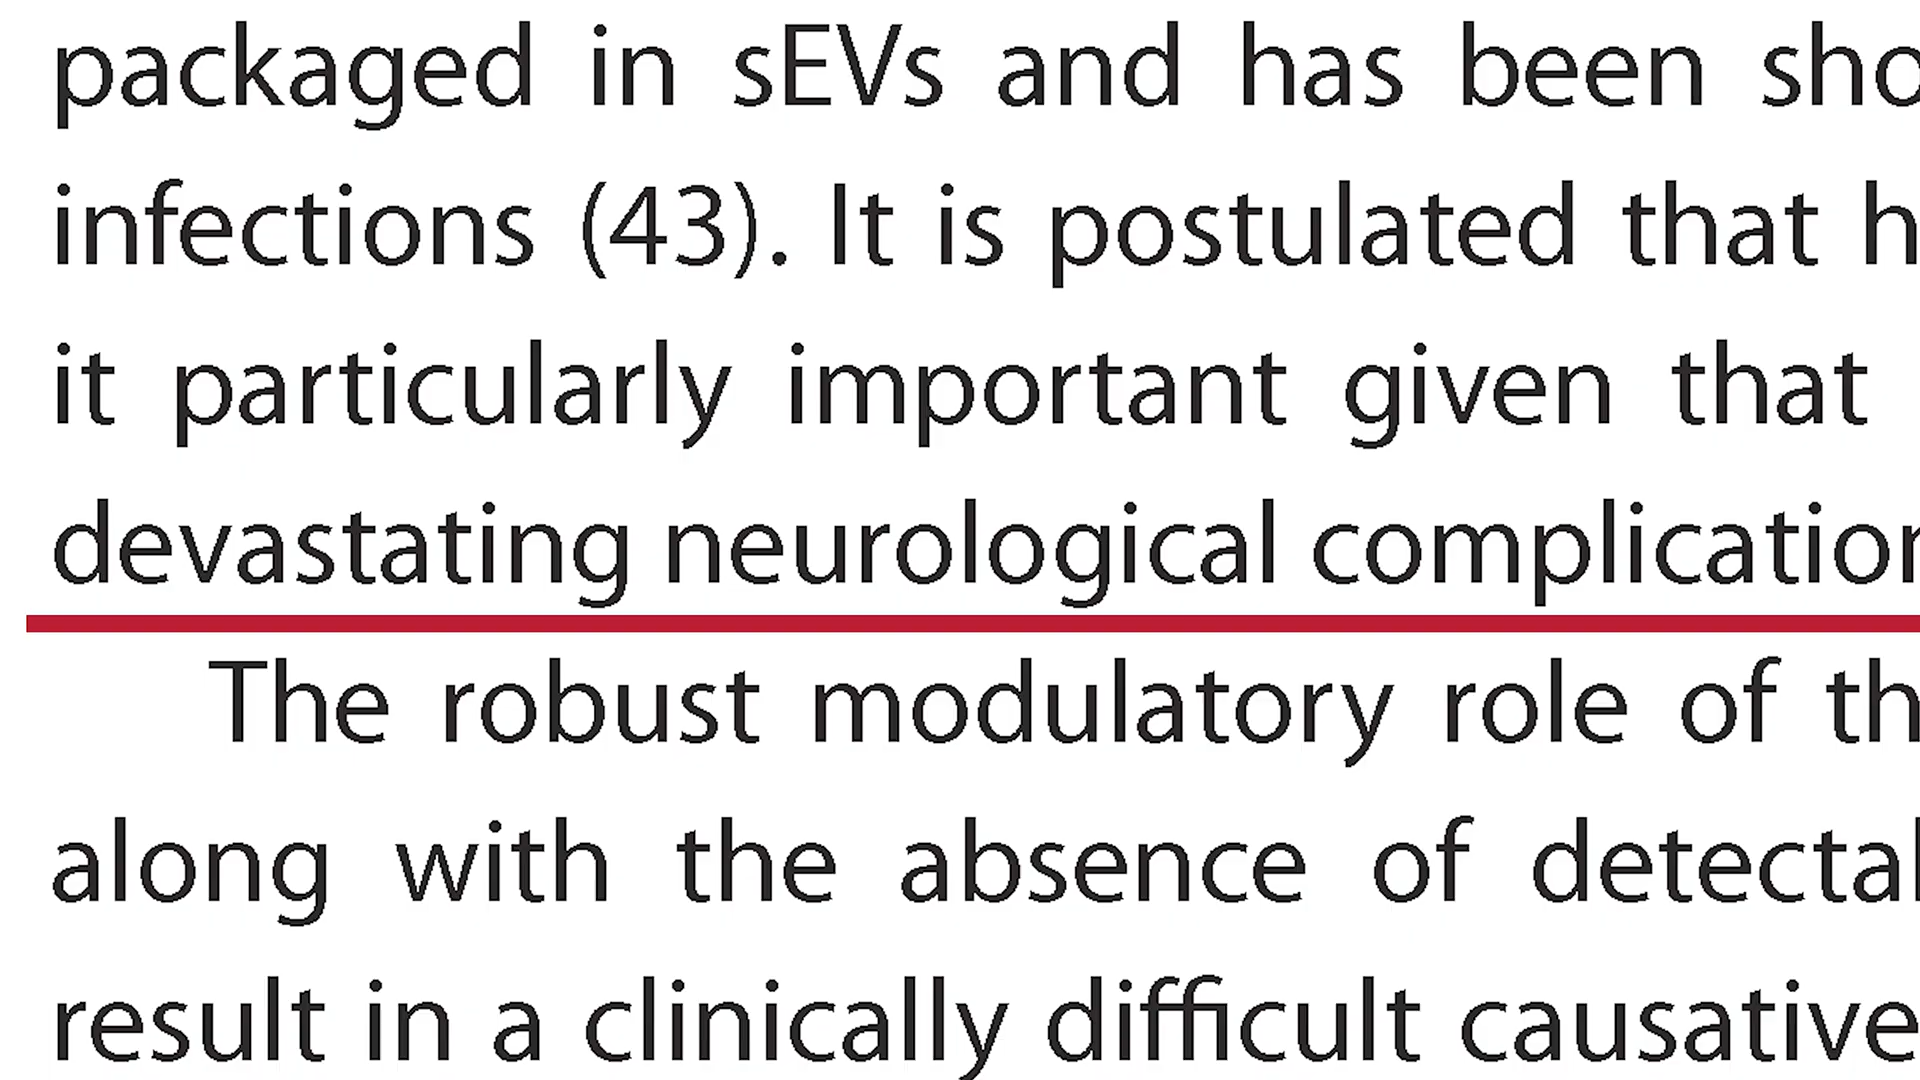 packaged in sEVs and has been sho
infections (43). It is postulated that h
it particularly important given that
devastating neurological complication
The robust modulatory role of th
along with the absence of detectal
result in a clinically difficult causative